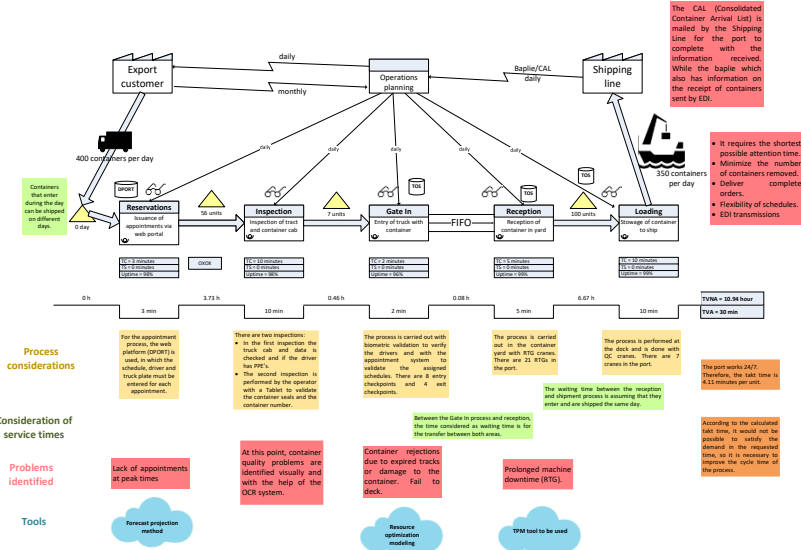 The CAL (Consolidated
Container Arrival List) is
mailed by the Shipping
Line for the port to
complete with the
information received.
While the baplie which
also has information on
the receipt of containers
sent by EDI.
Export
customer
daily
monthly
Operations
planning
Baplie/CAL
daily
Shipping
line
400 containers per day
350 containers
per day
It requires the shortest
possible attention time.
Minimize the number
of containers removed.
Deliver complete
orders.
Flexibility of schedules.
EDI transmissions
daily
daily
daily
daily
daily
Containers
that enter
during the day
can be shipped
on different
days.
0 day
DPORT
TOS
TOS
TOS
Reservations
Issuance of
appointments via
web portal
56 units
Inspection
Inspection of tract
and container cab
7 units
Gate In
Entry of truck with
container
FIFO
Reception
Reception of
container in yard
100 units
Loading
Stowage of container
to ship
TC = 3 minutes
TS = 0 minutes
Uptime = 98%
OXOX
TC = 10 minutes
TS = 0 minutes
Uptime = 98%
TC = 2 minutes
TS = 0 minutes
Uptime = 96%
TC = 5 minutes
TS = 0 minutes
Uptime = 99%
TC = 10 minutes
TS = 0 minutes
Uptime = 99%
0 h
3 min
3.73 h
10 min
0.46 h
2 min
0.08 h
5 min
6.67 h
10 min
TVNA = 10.94 hour
TVA = 30 min
Process
considerations
For the appointment
process, the web
platform (DPORT) is
used, in which the
schedule, driver and
truck plate must be
entered for each
appointment.
There are two inspections:
In the first inspection the
truck cab and data is
checked and if the driver
has PPE's.
The second inspection is
performed by the operator
with a Tablet to validate
the container seals and the
container number.
The process is carried out with
biometric validation to verify
the drivers and with the
appointment system to
validate the assigned
schedules. There are 8 entry
checkpoints and 4 exit
checkpoints.
The process is carried
out in the container
yard with RTG cranes.
There are 21 RTGs in
the port.
The process is performed at
the dock and is done with
QC cranes. There are 7
cranes in the port.
The port works 24/7.
Therefore, the takt time is
4.11 minutes per unit.
Consideration of
service times
Between the Gate In process and reception,
the time considered as waiting time is for
the transfer between both areas.
The waiting time between the reception
and shipment process is assuming that they
enter and are shipped the same day.
According to the calculated
takt time, it would not be
possible to satisfy the
demand in the requested
time, so it is necessary to
improve the cycle time of
the process.
Problems
identified
Lack of appointments
at peak times
At this point, container
quality problems are
identified visually and
with the help of the
OCR system.
Container rejections
due to expired tracks
or damage to the
container. Fail to
deck.
Prolonged machine
downtime (RTG).
Tools
Forecast projection
method
Resource
optimization
modeling
TPM tool to be used